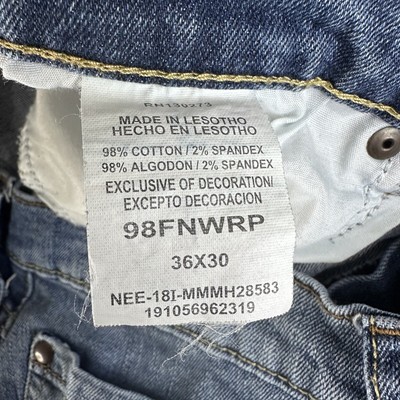 RN139273
MADE IN LESOTHO
HECHO EN LESOTHO
98% COTTON / 2% SPANDEX
98% ALGODON / 2% SPANDEX
EXCLUSIVE OF DECORATION/
EXCEPTO DECORACION
98FNWRP
36X30
NEE-18I-MMMH28583
191056962319